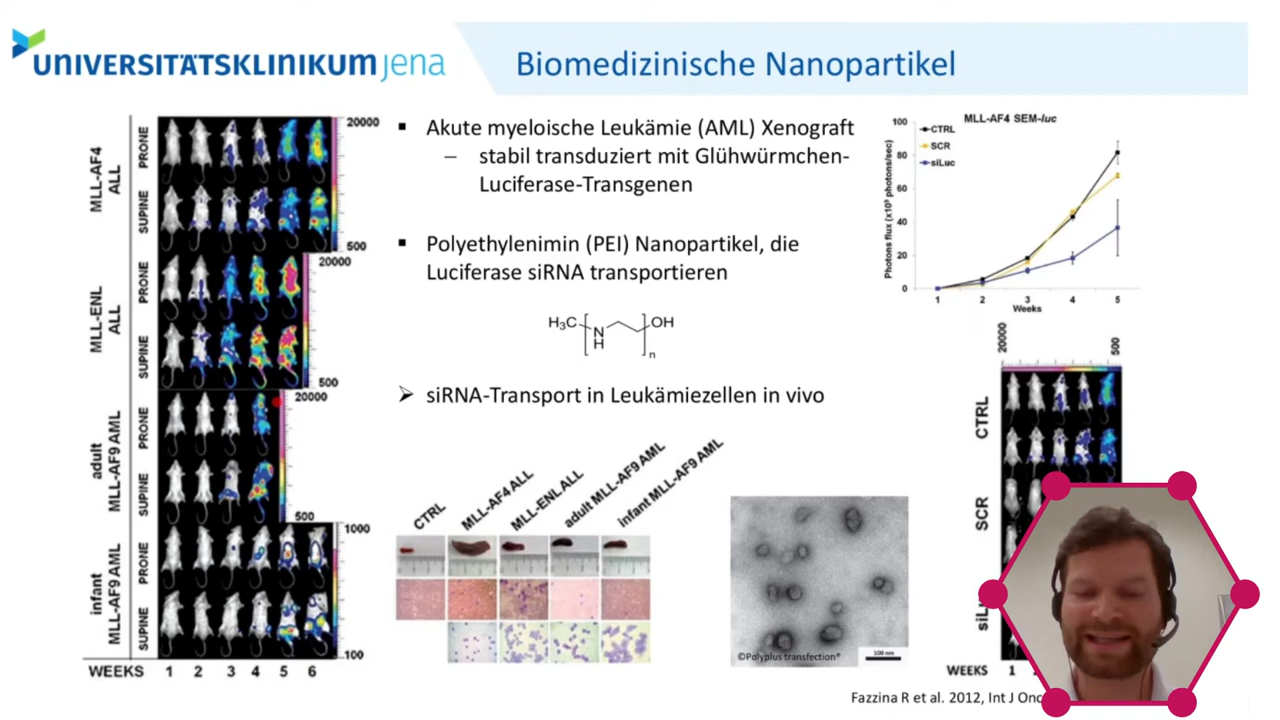 UNIVERSITÄTSKLINIKUM jena
Biomedizinische Nanopartikel
MLL-AF4
ALL
PRONE
SUPINE
20000
500
MLL-ENL
ALL
PRONE
SUPINE
20000
500
adult
MLL-AF9 AML
PRONE
SUPINE
20000
500
infant
MLL-AF9 AML
PRONE
SUPINE
1000
100
WEEKS 1 2 3 4 5 6
▪ Akute myeloische Leukämie (AML) Xenograft
– stabil transduziert mit Glühwürmchen-
Luciferase-Transgenen
▪ Polyethylenimin (PEI) Nanopartikel, die
Luciferase siRNA transportieren
H₃C
N
H
OH
n
➢ siRNA-Transport in Leukämiezellen in vivo
CTRL
MLL-AF4 ALL
MLL-ENL ALL
adult MLL-AF9 AML
infant MLL-AF9 AML
©Polyplus transfection®
100 nm
MLL-AF4 SEM-luc
CTRL
SCR
siLuc
Photons flux (x10⁵ photons/sec)
100
80
60
40
20
0
1 2 3 4 5
Weeks
20000
500
CTRL
SCR
WEEKS 1
Fazzina R et al. 2012, Int J Onc